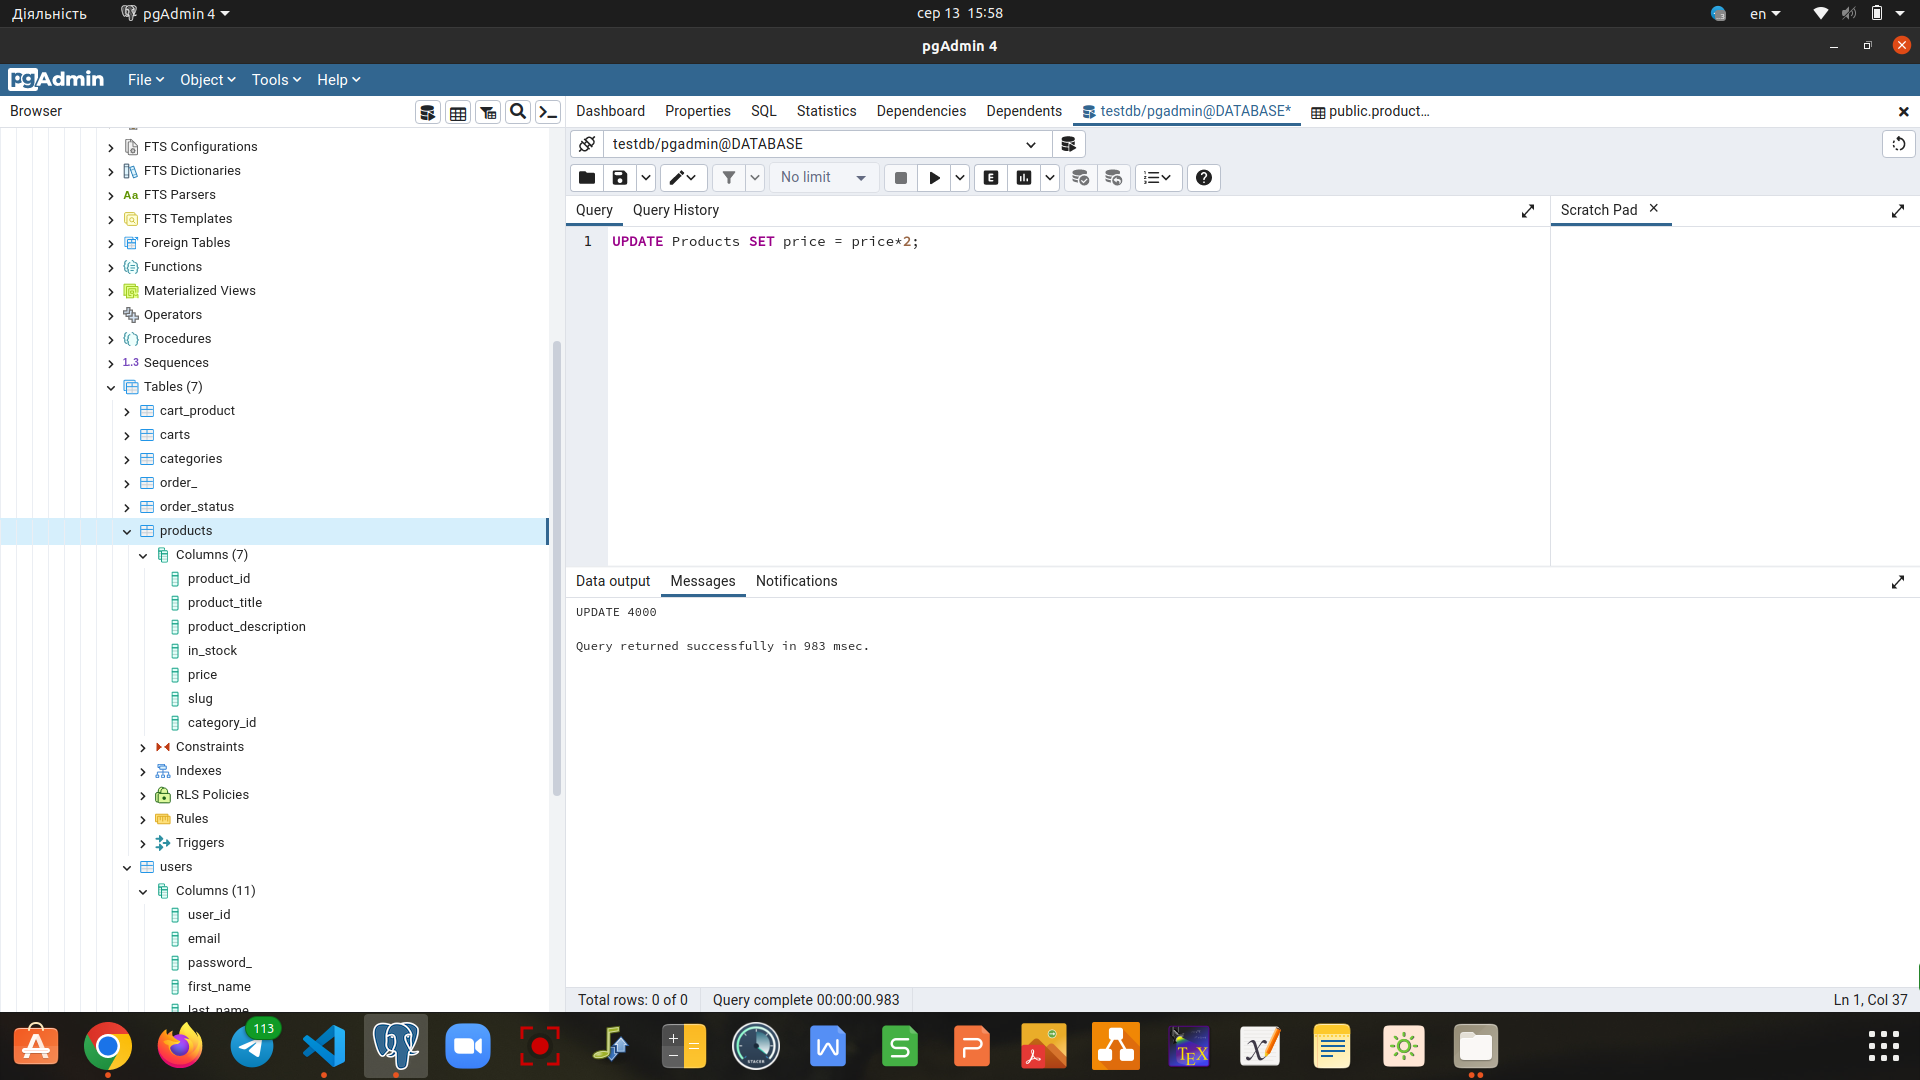 Діяльність
pgAdmin 4
сер 13 15:58
en
pgAdmin 4
pgAdmin
File
Object
Tools
Help
Browser
Dashboard
Properties
SQL
Statistics
Dependencies
Dependents
testdb/pgadmin@DATABASE*
public.product...
testdb/pgadmin@DATABASE
No limit
E
Query
Query History
Scratch Pad
1 UPDATE Products SET price = price*2;
FTS Configurations
FTS Dictionaries
Aa FTS Parsers
FTS Templates
Foreign Tables
Functions
Materialized Views
Operators
Procedures
1..3 Sequences
Tables (7)
cart_product
carts
categories
order_
order_status
products
Columns (7)
product_id
product_title
product_description
in_stock
price
slug
category_id
Constraints
Indexes
RLS Policies
Rules
Triggers
users
Columns (11)
user_id
email
password_
first_name
last_name
Data output
Messages
Notifications
UPDATE 4000
Query returned successfully in 983 msec.
Total rows: 0 of 0
Query complete 00:00:00.983
Ln 1, Col 37
113
STACER
W
S
P
TEX
X